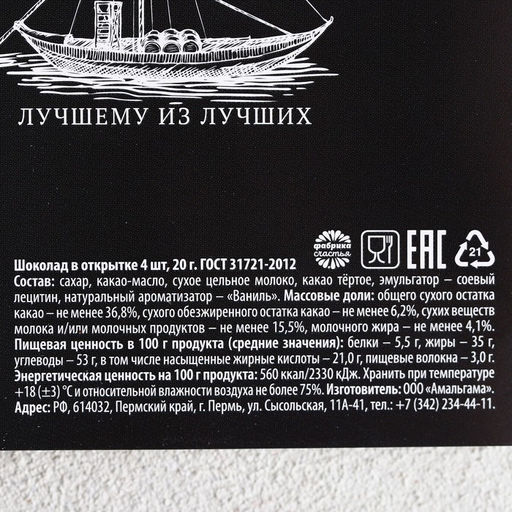 ЛУЧШЕМУ ИЗ ЛУЧШИХ
фабрика
счастья
EAC
21
Шоколад в открытке 4 шт, 20 г. ГОСТ 31721-2012
Состав: сахар, какао-масло, сухое цельное молоко, какао тёртое, эмульгатор – соевый
лецитин, натуральный ароматизатор – «Ваниль». Массовые доли: общего сухого остатка
какао – не менее 36,8%, сухого обезжиренного остатка какао – не менее 6,2%, сухих веществ
молока и/или молочных продуктов – не менее 15,5%, молочного жира – не менее 4,1%.
Пищевая ценность в 100 г продукта (средние значения): белки – 5,5 г, жиры – 35 г,
углеводы – 53 г, в том числе насыщенные жирные кислоты – 21,0 г, пищевые волокна – 3,0 г.
Энергетическая ценность на 100 г продукта: 560 ккал/2330 кДж. Хранить при температуре
+18 (±3) °С и относительной влажности воздуха не более 75%. Изготовитель: ООО «Амальгама».
Адрес: РФ, 614032, Пермский край, г. Пермь, ул. Сысольская, 11А-41, тел.: +7 (342) 234-44-11.